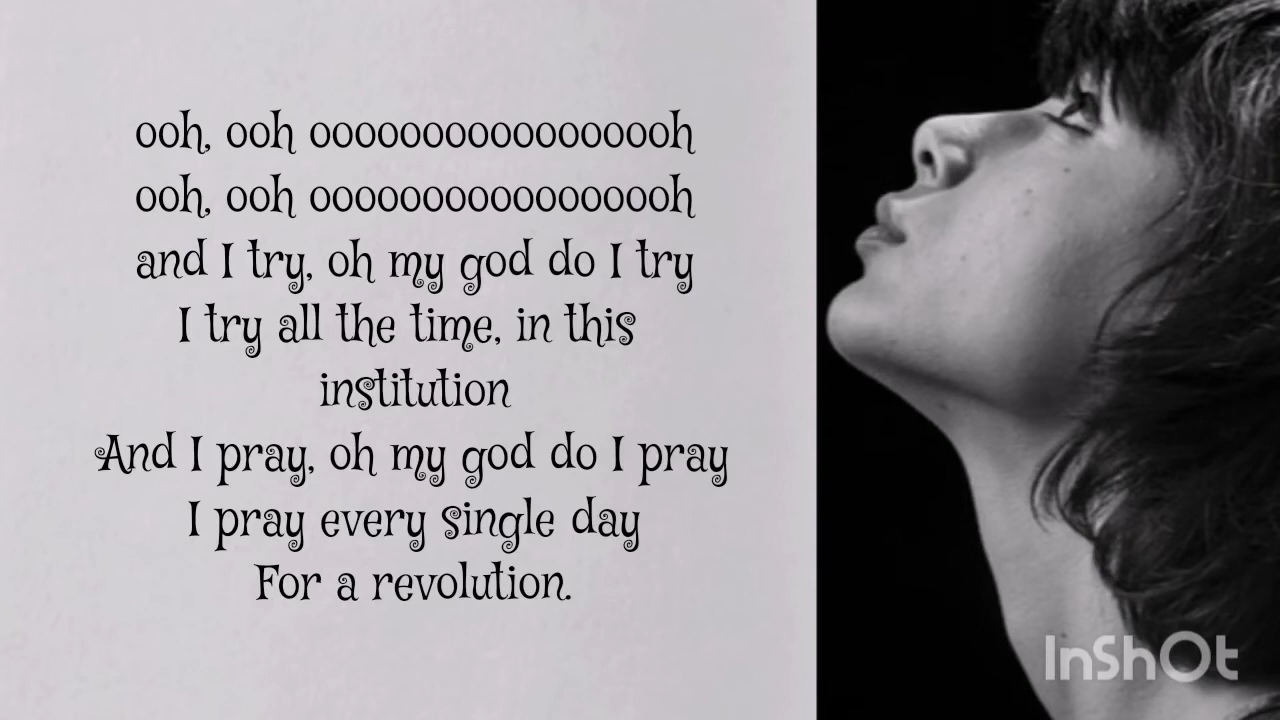 ooh, ooh ooooooooooooooooh
ooh, ooh ooooooooooooooooh
and I try, oh my god do I try
I try all the time, in this
institution
And I pray, oh my god do I pray
I pray every single day
For a revolution.
InShOt